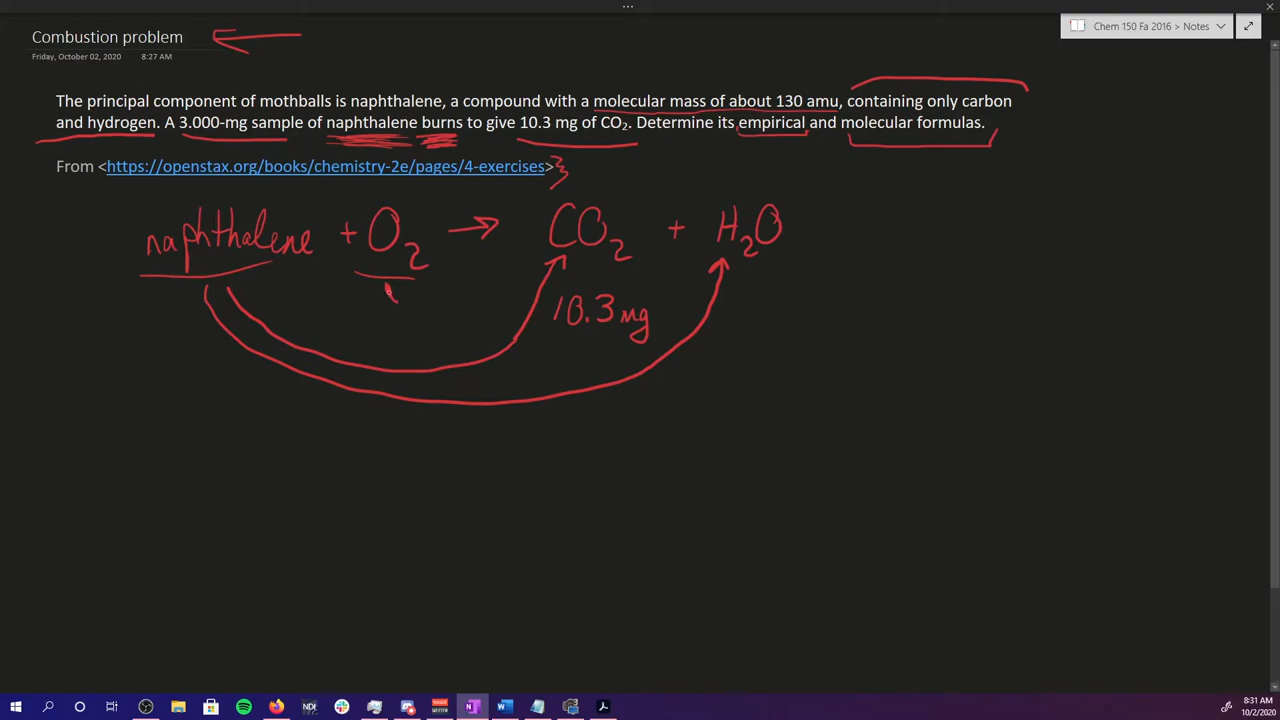 Combustion problem
Chem 150 Fa 2016 > Notes
Friday, October 02, 2020 8:27 AM
The principal component of mothballs is naphthalene, a compound with a molecular mass of about 130 amu, containing only carbon
and hydrogen. A 3.000-mg sample of naphthalene burns to give 10.3 mg of CO₂. Determine its empirical and molecular formulas.
From <https://openstax.org/books/chemistry-2e/pages/4-exercises>
naphthalene + O₂ → CO₂ + H₂O
10.3 mg
8:31 AM
10/2/2020